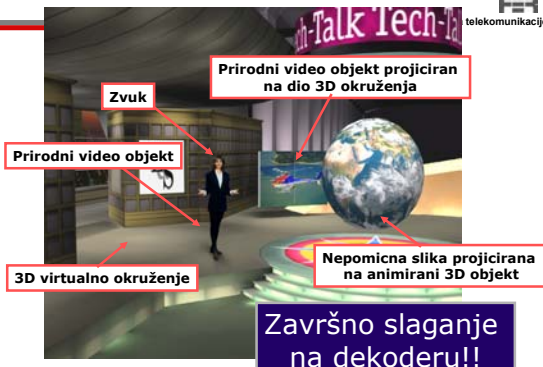 ch-Talk Tech-Ta
telekomunikacije
Prirodni video objekt projiciran
na dio 3D okruženja
Zvuk
Prirodni video objekt
3D virtualno okruženje
Nepomicna slika projicirana
na animirani 3D objekt
Završno slaganje
na dekoderu!!